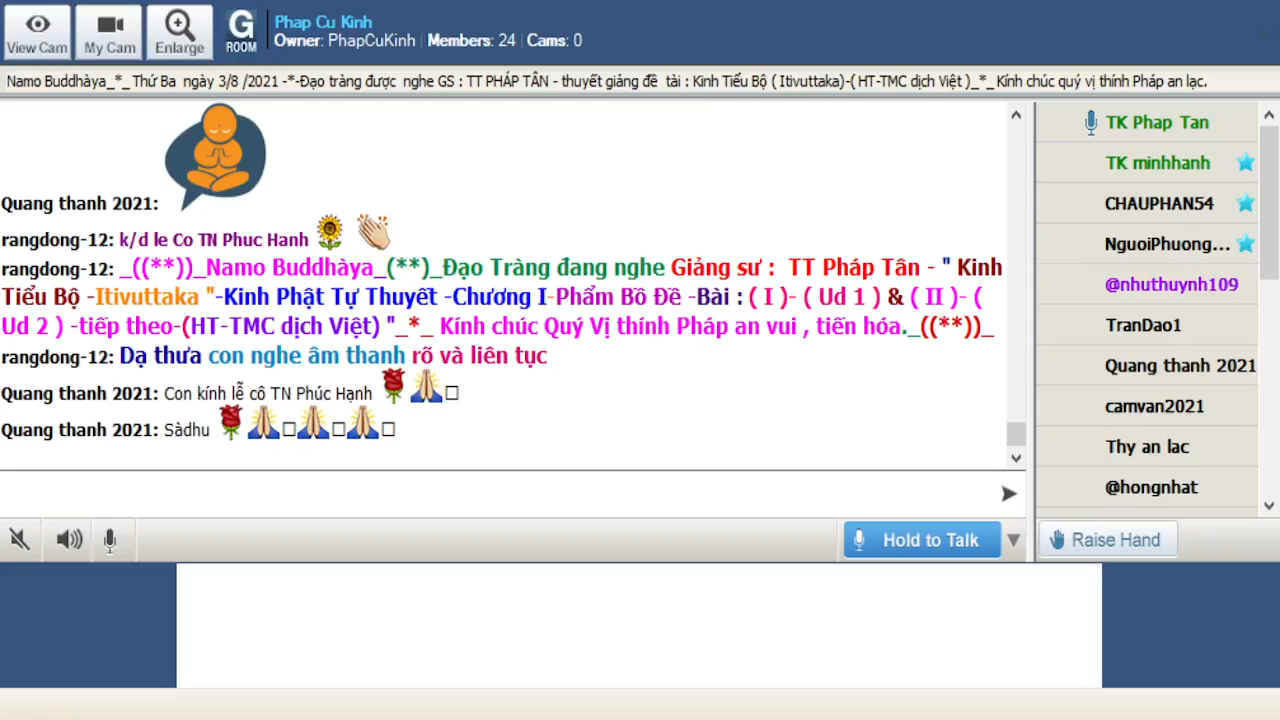 View Cam
My Cam
Enlarge
G
ROOM
Phap Cu Kinh
Owner: PhapCuKinh | Members: 24 | Cams: 0
Namo Buddhàya_*_Thứ Ba ngày 3/8 /2021 -*-Đạo tràng được nghe GS : TT PHÁP TÂN - thuyết giảng đề tài : Kinh Tiểu Bộ ( Itivuttaka)-( HT-TMC dịch Việt )_*_Kính chúc quý vị thính Pháp an lạc.
Quang thanh 2021:
rangdong-12: k/d le Co TN Phuc Hanh
rangdong-12: _((**))_Namo Buddhàya_(**)_Đạo Tràng đang nghe Giảng sư : TT Pháp Tân - " Kinh
Tiểu Bộ -Itivuttaka "-Kinh Phật Tự Thuyết -Chương I-Phẩm Bồ Đề -Bài : ( I )- ( Ud 1 ) & ( II )- (
Ud 2 ) -tiếp theo-(HT-TMC dịch Việt) "_*_ Kính chúc Quý Vị thính Pháp an vui , tiến hóa._((**))_
rangdong-12: Dạ thưa con nghe âm thanh rõ và liên tục
Quang thanh 2021: Con kính lễ cô TN Phúc Hạnh
Quang thanh 2021: Sàdhu
TK Phap Tan
TK minhhanh
CHAUPHAN54
NguoiPhuong...
@nhuthuynh109
TranDao1
Quang thanh 2021
camvan2021
Thy an lac
@hongnhat
Hold to Talk
Raise Hand